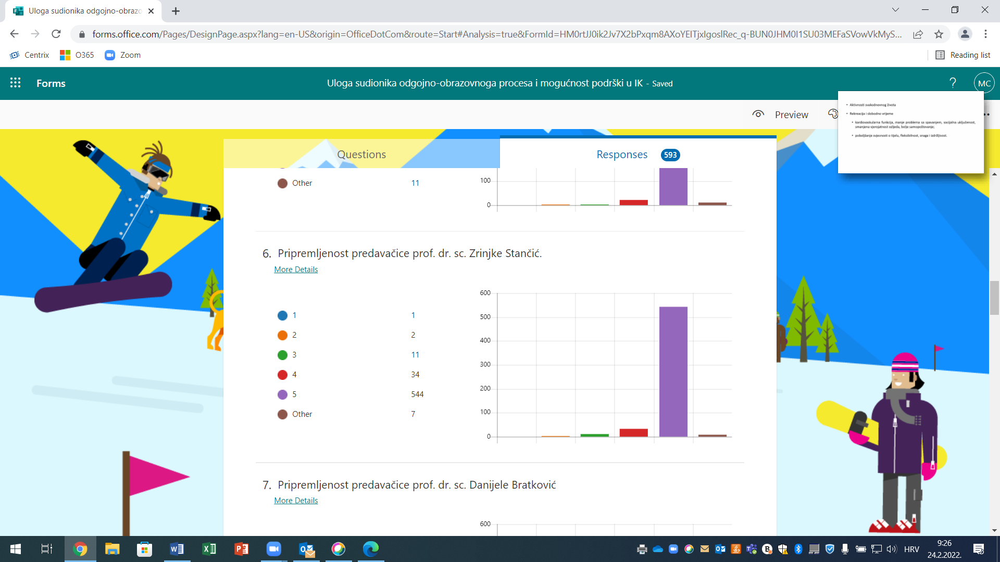 Uloga sudionika odgojno-obrazo
forms.office.com/Pages/DesignPage.aspx?lang=en-US&origin=OfficeDotCom&route=Start#Analysis=true&FormId=
Centrix O365 Zoom Reading list
Forms
Uloga sudionika odgojno-obrazovnoga procesa i mogućnost podrški u IK - Saved
? MC
Preview
• Aktivnosti svakodnevnog života
• Rekreacija i slobodno vrijeme
• kardiovaskularna funkcija, manje problema sa spavanjem, socijalna uključenost,
smanjena vjerojatnost ozljeda, bolje samopoštovanje;
• poboljšanje svjesnosti o tijelu, fleksibilnost, snaga i izdržljivost.
Questions
Responses 593
Other 11
100
0
6. Pripremljenost predavačice prof. dr. sc. Zrinjke Stančić.
More Details
1 1
2 2
3 11
4 34
5 544
Other 7
600
500
400
300
200
100
0
7. Pripremljenost predavačice prof. dr. sc. Danijele Bratković
More Details
600
HRV
9:26
24.2.2022.